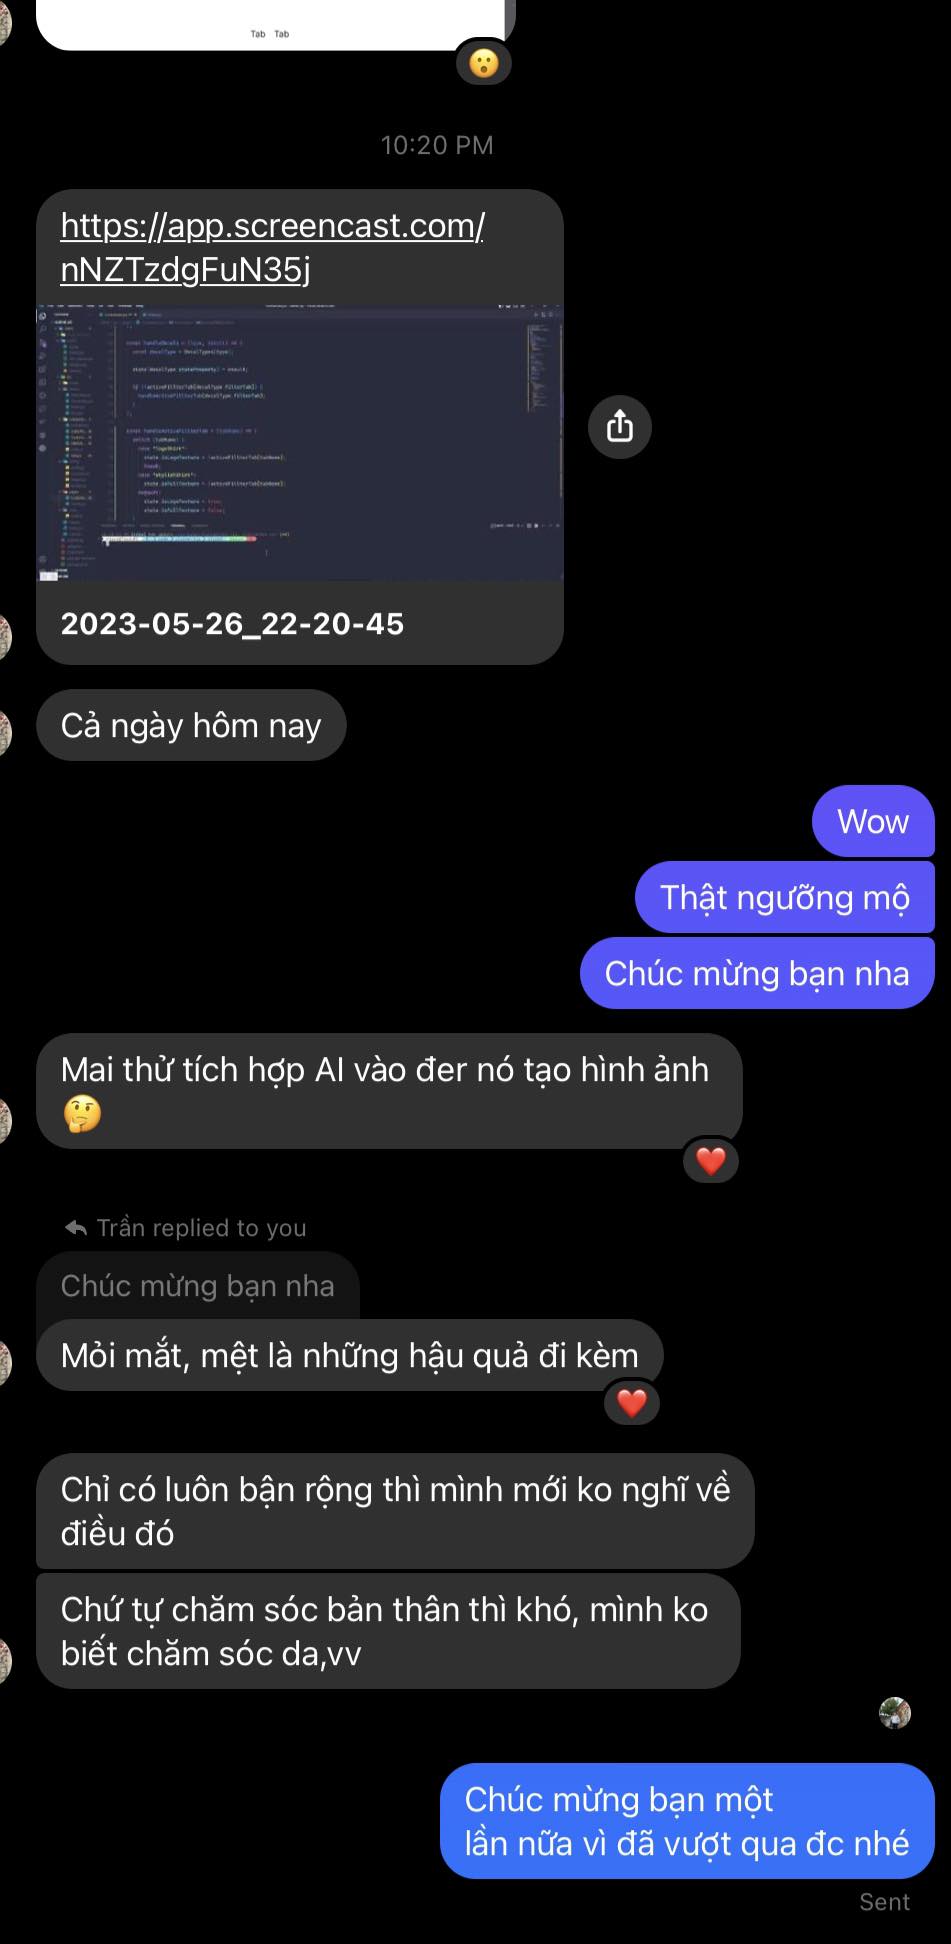 Tab Tab
10:20 PM
https://app.screencast.com/
nNZTzdgFuN35j
2023-05-26_22-20-45
Cả ngày hôm nay
Wow
Thật ngưỡng mộ
Chúc mừng bạn nha
Mai thử tích hợp AI vào đer nó tạo hình ảnh
🤔
Trần replied to you
Chúc mừng bạn nha
Mỏi mắt, mệt là những hậu quả đi kèm
Chỉ có luôn bận rộng thì mình mới ko nghĩ về
điều đó
Chứ tự chăm sóc bản thân thì khó, mình ko
biết chăm sóc da,vv
Chúc mừng bạn một
lần nữa vì đã vượt qua đc nhé
Sent